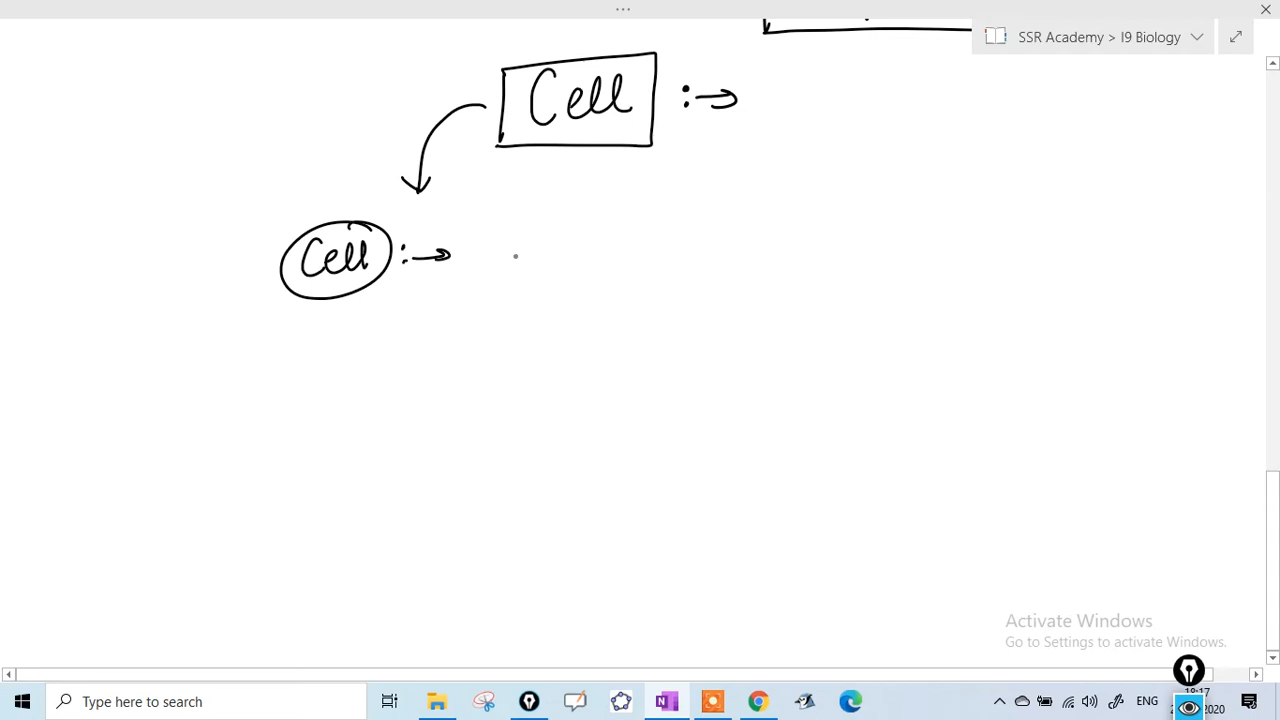 SSR Academy > I9 Biology
Cell :→
Cell :→
Activate Windows
Go to Settings to activate Windows.
Type here to search
ENG
2020